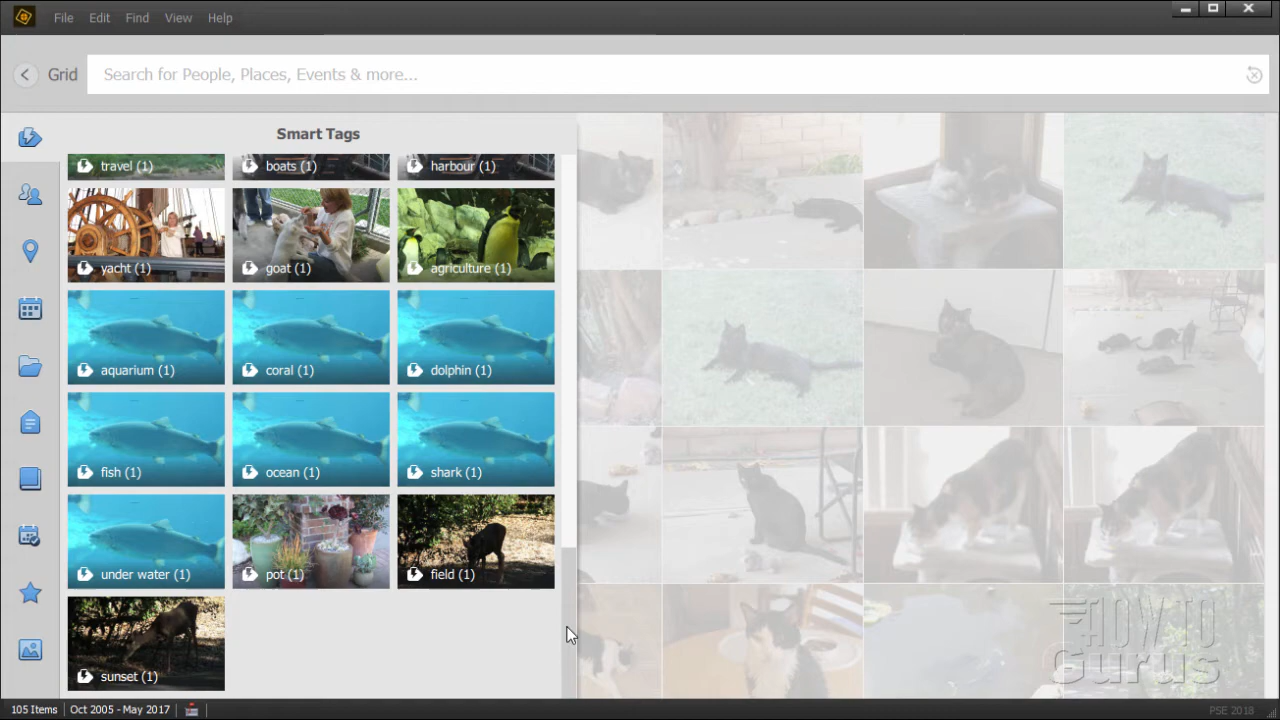 File Edit Find View Help
Grid Search for People, Places, Events & more...
Smart Tags
travel (1) boats (1) harbour (1)
yacht (1) goat (1) agriculture (1)
aquarium (1) coral (1) dolphin (1)
fish (1) ocean (1) shark (1)
under water (1) pot (1) field (1)
sunset (1)
HOWTO
Gurus
105 Items Oct 2005 - May 2017 PSE 2018